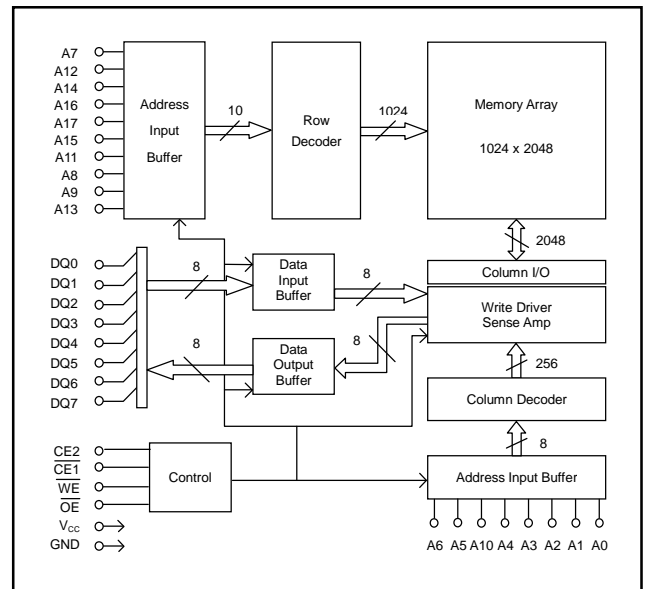 A7
A12
A14
A16
A17
A15
A11
A8
A9
A13
Address
Input
Buffer
10
Row
Decoder
1024
Memory Array
1024 x 2048
2048
DQ0
DQ1
DQ2
DQ3
DQ4
DQ5
DQ6
DQ7
8
Data
Input
Buffer
8
Column I/O
Write Driver
Sense Amp
8
Data
Output
Buffer
8
256
Column Decoder
8
Address Input Buffer
CE2
CE1
WE
OE
VCC
GND
Control
A6 A5 A10 A4 A3 A2 A1 A0